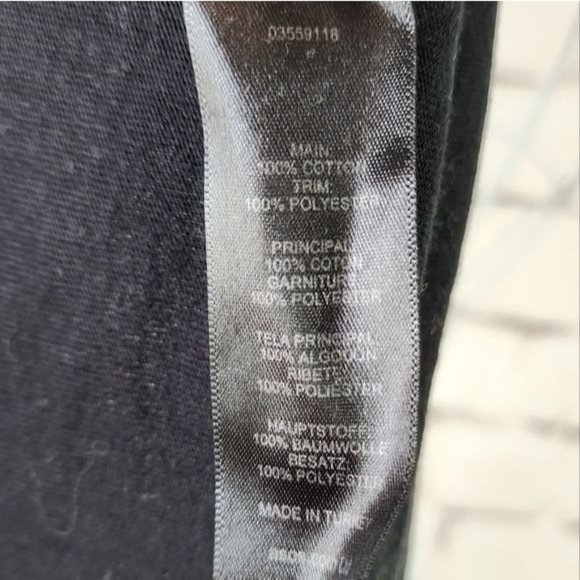 03559118
MAIN:
100% COTTON
TRIM:
100% POLYESTER
PRINCIPAL:
100% COTON
GARNITURE:
100% POLYESTER
TELA PRINCIPAL:
100% ALGODON
RIBETE:
100% POLIESTER
HAUPTSTOFF:
100% BAUMWOLLE
BESATZ:
100% POLYESTER
MADE IN